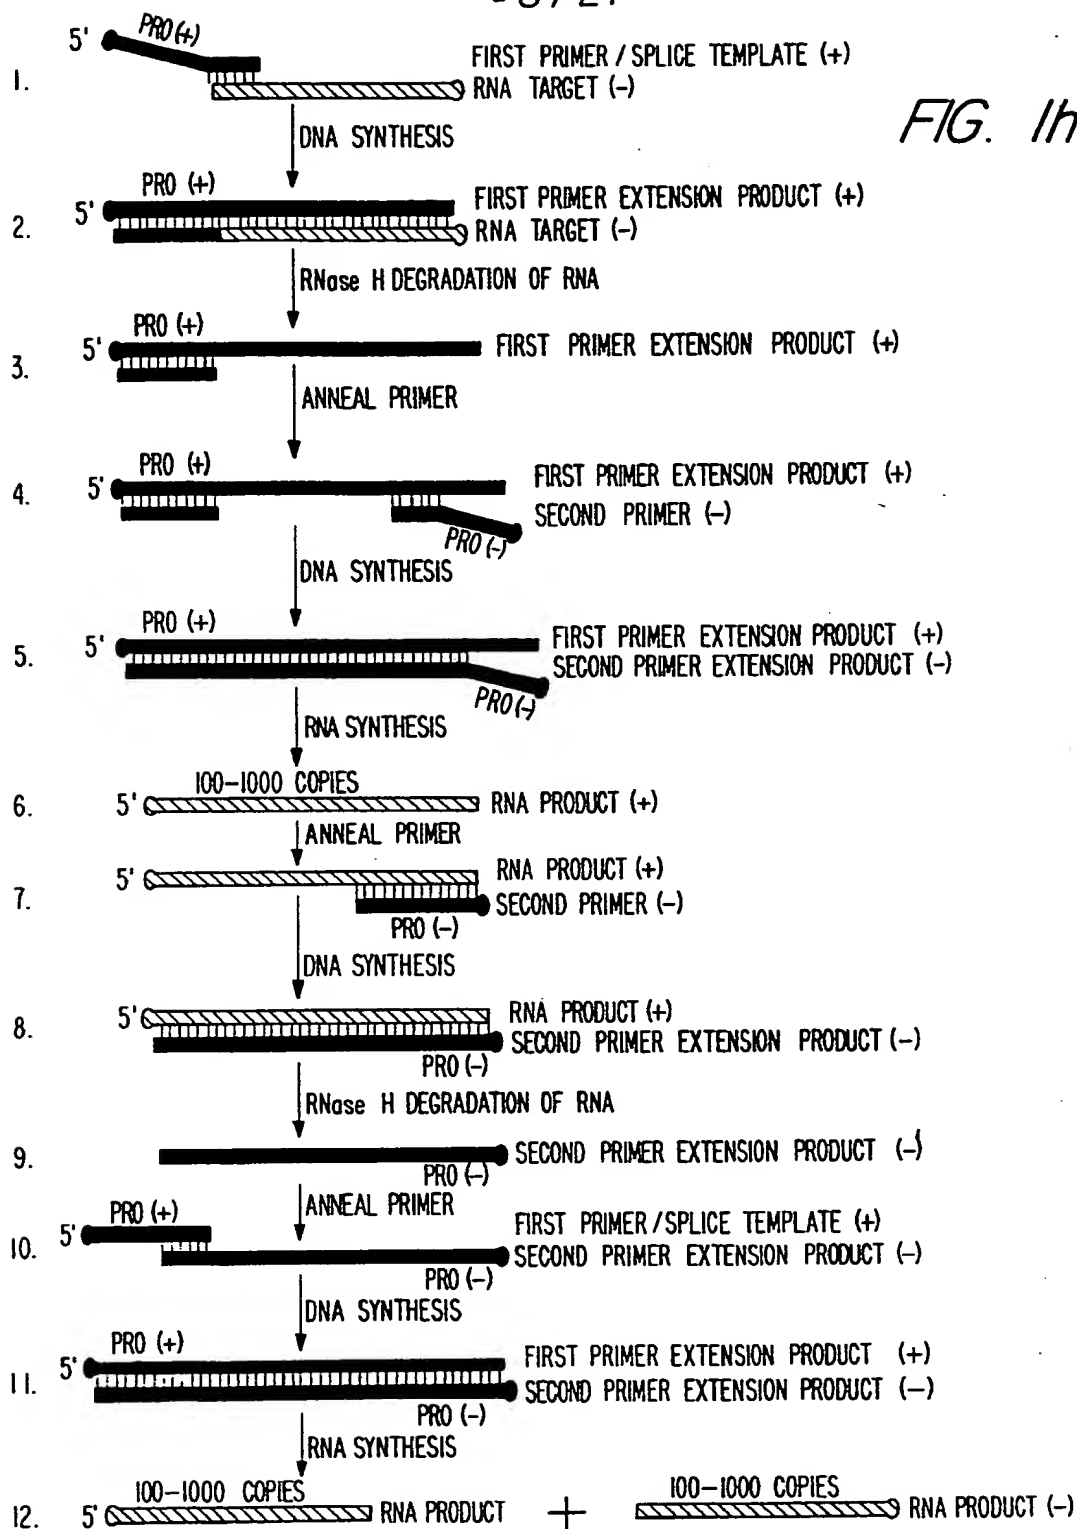 FIG. 1h
5' PRO (+)
1. FIRST PRIMER / SPLICE TEMPLATE (+)
RNA TARGET (-)
DNA SYNTHESIS
PRO (+)
5' FIRST PRIMER EXTENSION PRODUCT (+)
2. RNA TARGET (-)
RNase H DEGRADATION OF RNA
PRO (+)
5' FIRST PRIMER EXTENSION PRODUCT (+)
3.
ANNEAL PRIMER
PRO (+)
5' FIRST PRIMER EXTENSION PRODUCT (+)
4. SECOND PRIMER (-)
PRO (-)
DNA SYNTHESIS
PRO (+)
5' FIRST PRIMER EXTENSION PRODUCT (+)
5. SECOND PRIMER EXTENSION PRODUCT (-)
PRO (-)
RNA SYNTHESIS
100-1000 COPIES
6. 5' RNA PRODUCT (+)
ANNEAL PRIMER
5' RNA PRODUCT (+)
7. SECOND PRIMER (-)
PRO (-)
DNA SYNTHESIS
5' RNA PRODUCT (+)
8. SECOND PRIMER EXTENSION PRODUCT (-)
PRO (-)
RNase H DEGRADATION OF RNA
9. SECOND PRIMER EXTENSION PRODUCT (-)
PRO (-)
ANNEAL PRIMER
PRO (+)
5' FIRST PRIMER / SPLICE TEMPLATE (+)
10. SECOND PRIMER EXTENSION PRODUCT (-)
PRO (-)
DNA SYNTHESIS
PRO (+)
5' FIRST PRIMER EXTENSION PRODUCT (+)
11. SECOND PRIMER EXTENSION PRODUCT (-)
PRO (-)
RNA SYNTHESIS
100-1000 COPIES 100-1000 COPIES
12. 5' RNA PRODUCT + RNA PRODUCT (-)